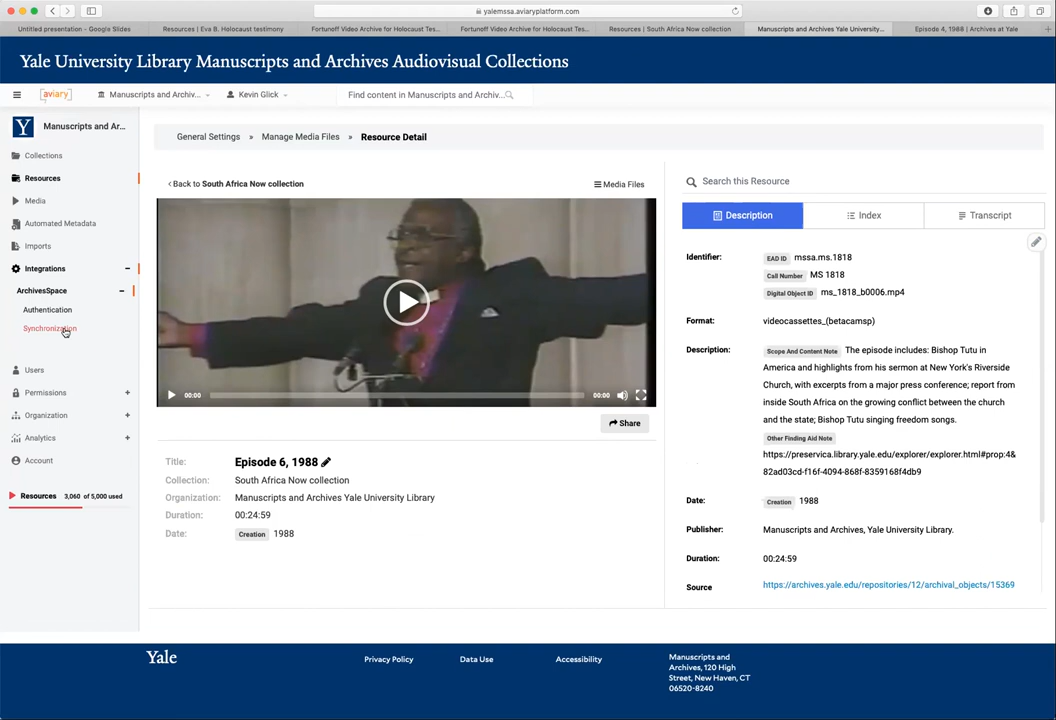 yalemssa.aviaryplatform.com
Untitled presentation - Google Slides
Resources | Eva B. Holocaust testimony
Fortunoff Video Archive for Holocaust Tes...
Fortunoff Video Archive for Holocaust Tes...
Resources | South Africa Now collection
Manuscripts and Archives Yale University...
Episode 4, 1988 | Archives at Yale
Yale University Library Manuscripts and Archives Audiovisual Collections
aviary
Manuscripts and Archiv...
Kevin Glick
Find content in Manuscripts and Archiv...
Y
Manuscripts and Ar...
Collections
Resources
Media
Automated Metadata
Imports
Integrations
ArchivesSpace
Authentication
Synchronization
Users
Permissions
Organization
Analytics
Account
Resources 3,060 of 5,000 used
General Settings » Manage Media Files » Resource Detail
Back to South Africa Now collection
Media Files
00:00
00:00
Share
Title: Episode 6, 1988
Collection: South Africa Now collection
Organization: Manuscripts and Archives Yale University Library
Duration: 00:24:59
Date: Creation 1988
Search this Resource
Description
Index
Transcript
Identifier: EAD ID mssa.ms.1818
Call Number MS 1818
Digital Object ID ms_1818_b0006.mp4
Format: videocassettes_(betacamsp)
Description: Scope And Content Note The episode includes: Bishop Tutu in
America and highlights from his sermon at New York's Riverside
Church, with excerpts from a major press conference; report from
inside South Africa on the growing conflict between the church
and the state; Bishop Tutu singing freedom songs.
Other Finding Aid Note
https://preservica.library.yale.edu/explorer/explorer.html#prop:4&
82ad03cd-f16f-4094-868f-8359168f4db9
Date: Creation 1988
Publisher: Manuscripts and Archives, Yale University Library.
Duration: 00:24:59
Source https://archives.yale.edu/repositories/12/archival_objects/15369
Yale
Privacy Policy
Data Use
Accessibility
Manuscripts and
Archives, 120 High
Street, New Haven, CT
06520-8240